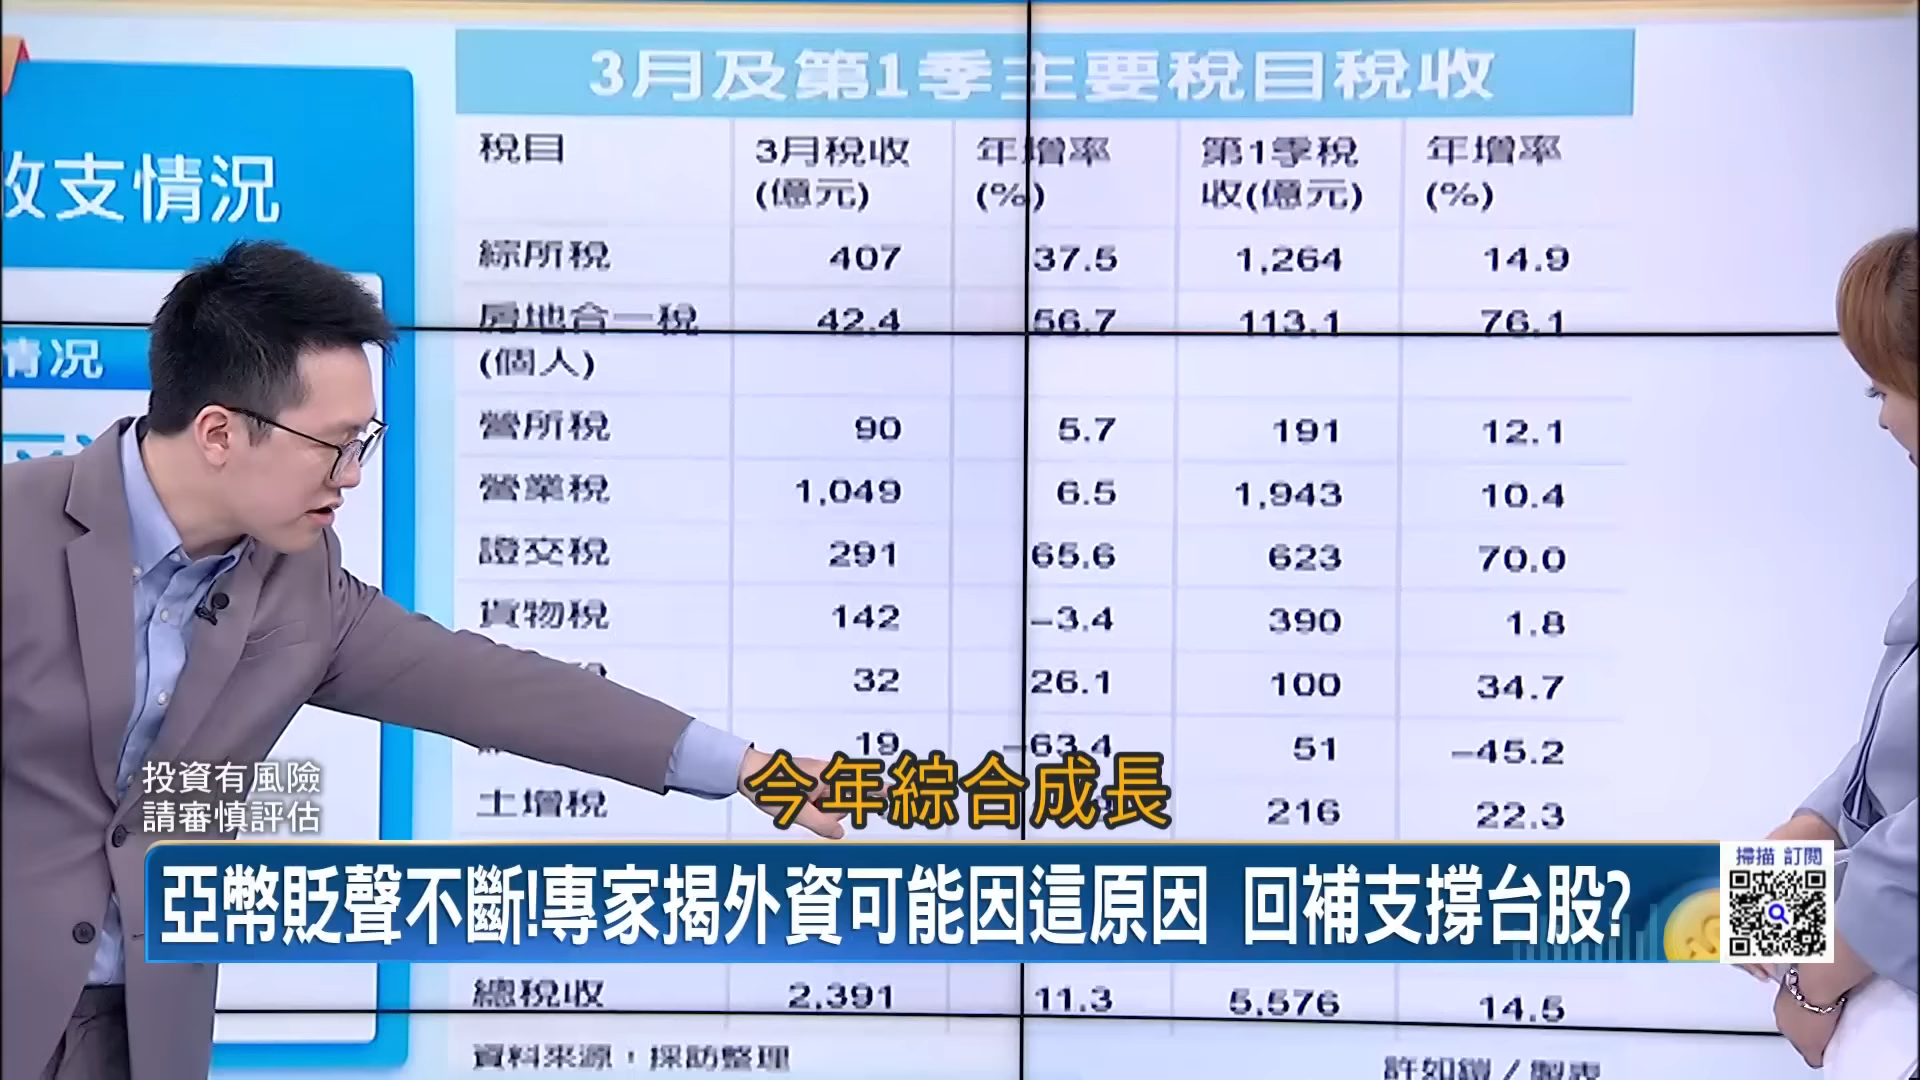 3月及第1季主要稅目稅收
收支情況
稅目 3月稅收(億元) 年增率(%) 第1季稅收(億元) 年增率(%)
綜所稅 407 37.5 1,264 14.9
房地合一稅(個人) 42.4 56.7 113.1 76.1
情況
營所稅 90 5.7 191 12.1
營業稅 1,049 6.5 1,943 10.4
證交稅 291 65.6 623 70.0
貨物稅 142 -3.4 390 1.8
稅 32 26.1 100 34.7
19 -63.4 51 -45.2
土增稅 216 22.3
今年綜合成長
投資有風險
請審慎評估
掃描 訂閱
亞幣貶聲不斷!專家揭外資可能因這原因 回補支撐台股?
總稅收 2,391 11.3 5,576 14.5
資料來源：採訪整理
許如鎧／製表